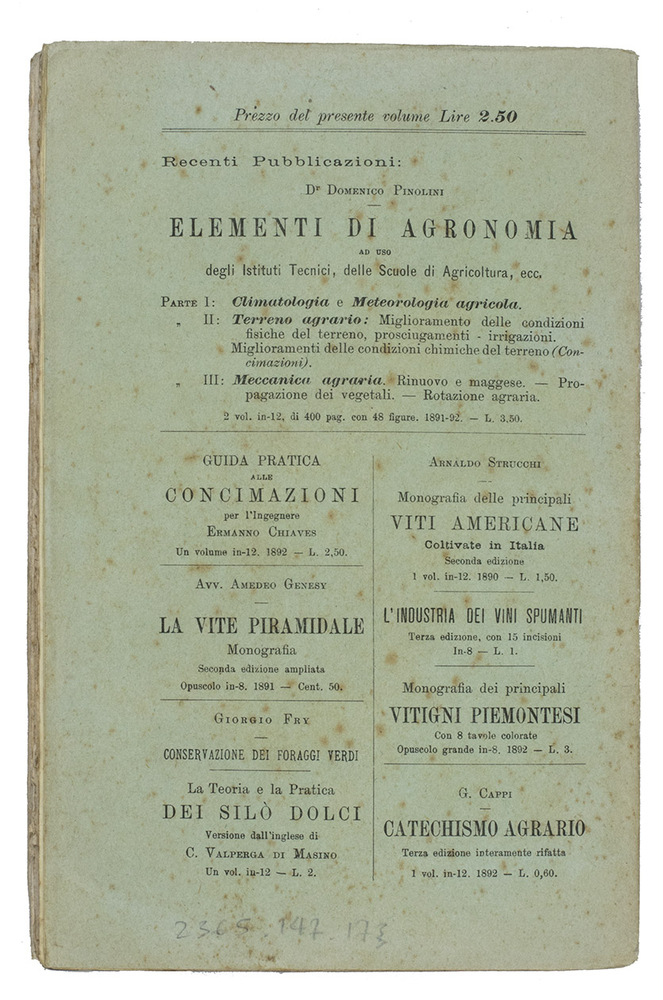 Prezzo del presente volume Lire 2.50
Recenti Pubblicazioni:
Dr Domenico Pinolini
ELEMENTI DI AGRONOMIA
AD USO
degli Istituti Tecnici, delle Scuole di Agricoltura, ecc.
Parte I: Climatologia e Meteorologia agricola.
„ II: Terreno agrario: Miglioramento delle condizioni
fisiche del terreno, prosciugamenti - irrigazioni.
Miglioramenti delle condizioni chimiche del terreno (Con-
cimazioni).
„ III: Meccanica agraria. Rinuovo e maggese. — Pro-
pagazione dei vegetali. — Rotazione agraria.
2 vol. in-12, di 400 pag. con 48 figure. 1891-92. — L. 3,50.
GUIDA PRATICA
ALLE
CONCIMAZIONI
per l'Ingegnere
Ermanno Chiaves
Un volume in-12. 1892 — L. 2,50.
Avv. Amedeo Genesy
LA VITE PIRAMIDALE
Monografia
Seconda edizione ampliata
Opuscolo in-8. 1891 — Cent. 50.
Giorgio Fry
CONSERVAZIONE DEI FORAGGI VERDI
La Teoria e la Pratica
DEI SILÒ DOLCI
Versione dall'inglese di
C. Valperga di Masino
Un vol. in-12 — L. 2.
Arnaldo Strucchi
Monografia delle principali
VITI AMERICANE
Coltivate in Italia
Seconda edizione
1 vol. in-12. 1890 — L. 1,50.
L'INDUSTRIA DEI VINI SPUMANTI
Terza edizione, con 15 incisioni
In-8 — L. 1.
Monografia dei principali
VITIGNI PIEMONTESI
Con 8 tavole colorate
Opuscolo grande in-8. 1892 — L. 3.
G. Cappi
CATECHISMO AGRARIO
Terza edizione interamente rifatta
1 vol. in-12. 1892 — L. 0,60.
147 173